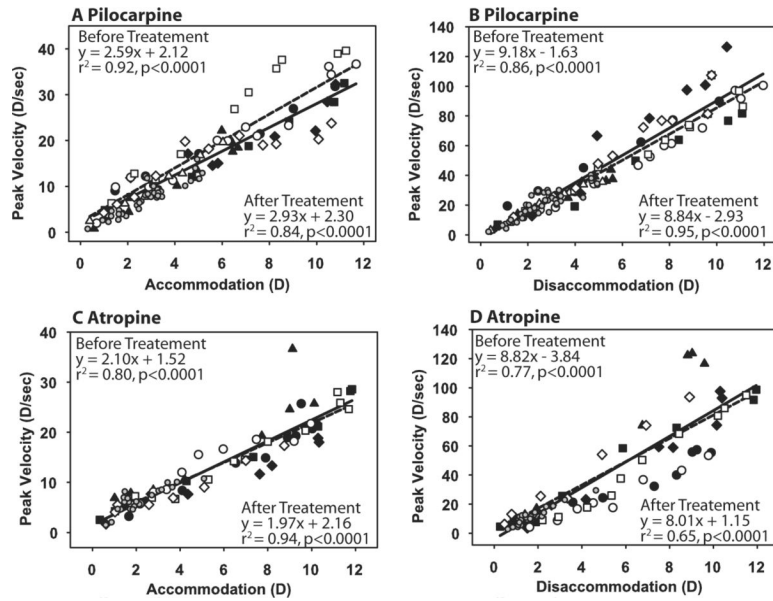 A Pilocarpine
Before Treatement
y = 2.59x + 2.12
r² = 0.92, p<0.0001
After Treatement
y = 2.93x + 2.30
r² = 0.84, p<0.0001
Peak Velocity (D/sec)
40
30
20
10
0
0 2 4 6 8 10 12
Accommodation (D)
B Pilocarpine
Before Treatement
y = 9.18x - 1.63
r² = 0.86, p<0.0001
After Treatement
y = 8.84x - 2.93
r² = 0.95, p<0.0001
Peak Velocity (D/sec)
140
120
100
80
60
40
20
0
0 2 4 6 8 10 12
Disaccommodation (D)
C Atropine
Before Treatement
y = 2.10x + 1.52
r² = 0.80, p<0.0001
After Treatement
y = 1.97x + 2.16
r² = 0.94, p<0.0001
Peak Velocity (D/sec)
40
30
20
10
0
0 2 4 6 8 10 12
Accommodation (D)
D Atropine
Before Treatement
y = 8.82x - 3.84
r² = 0.77, p<0.0001
After Treatement
y = 8.01x + 1.15
r² = 0.65, p<0.0001
Peak Velocity (D/sec)
140
120
100
80
60
40
20
0
0 2 4 6 8 10 12
Disaccommodation (D)